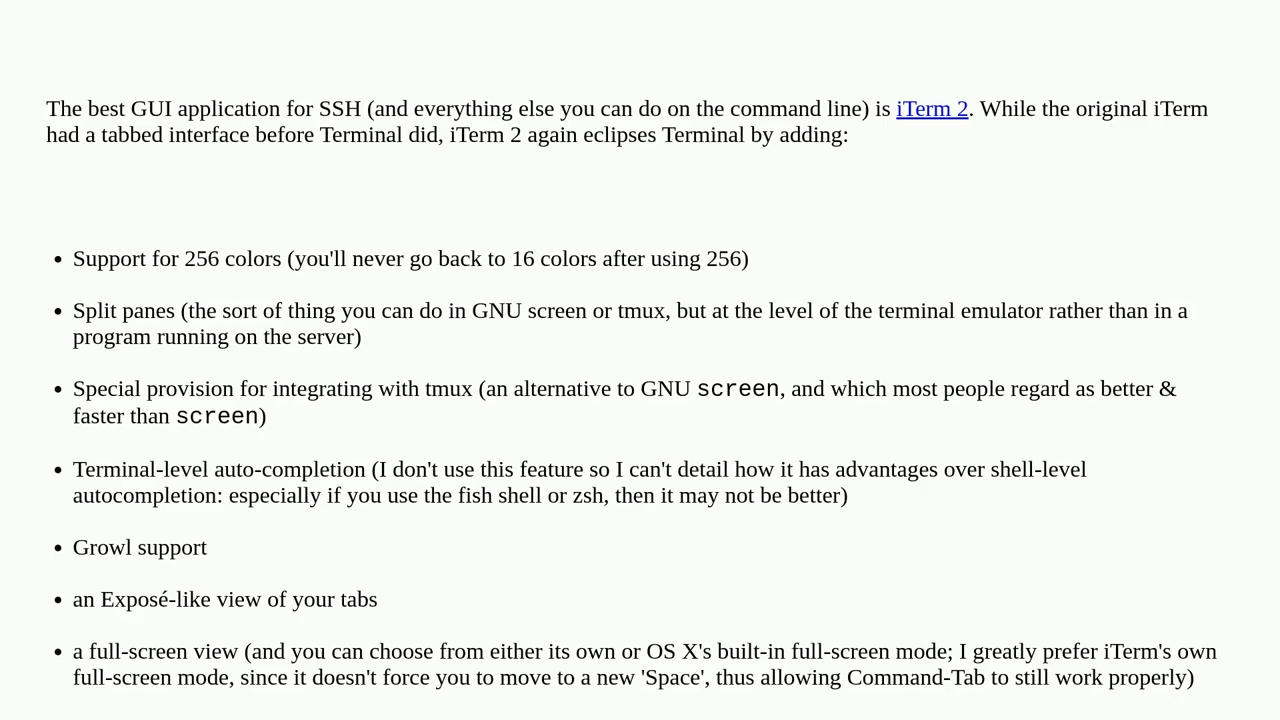 The best GUI application for SSH (and everything else you can do on the command line) is iTerm 2. While the original iTerm
had a tabbed interface before Terminal did, iTerm 2 again eclipses Terminal by adding:
• Support for 256 colors (you'll never go back to 16 colors after using 256)
• Split panes (the sort of thing you can do in GNU screen or tmux, but at the level of the terminal emulator rather than in a
program running on the server)
• Special provision for integrating with tmux (an alternative to GNU screen, and which most people regard as better &
faster than screen)
• Terminal-level auto-completion (I don't use this feature so I can't detail how it has advantages over shell-level
autocompletion: especially if you use the fish shell or zsh, then it may not be better)
• Growl support
• an Exposé-like view of your tabs
• a full-screen view (and you can choose from either its own or OS X's built-in full-screen mode; I greatly prefer iTerm's own
full-screen mode, since it doesn't force you to move to a new 'Space', thus allowing Command-Tab to still work properly)